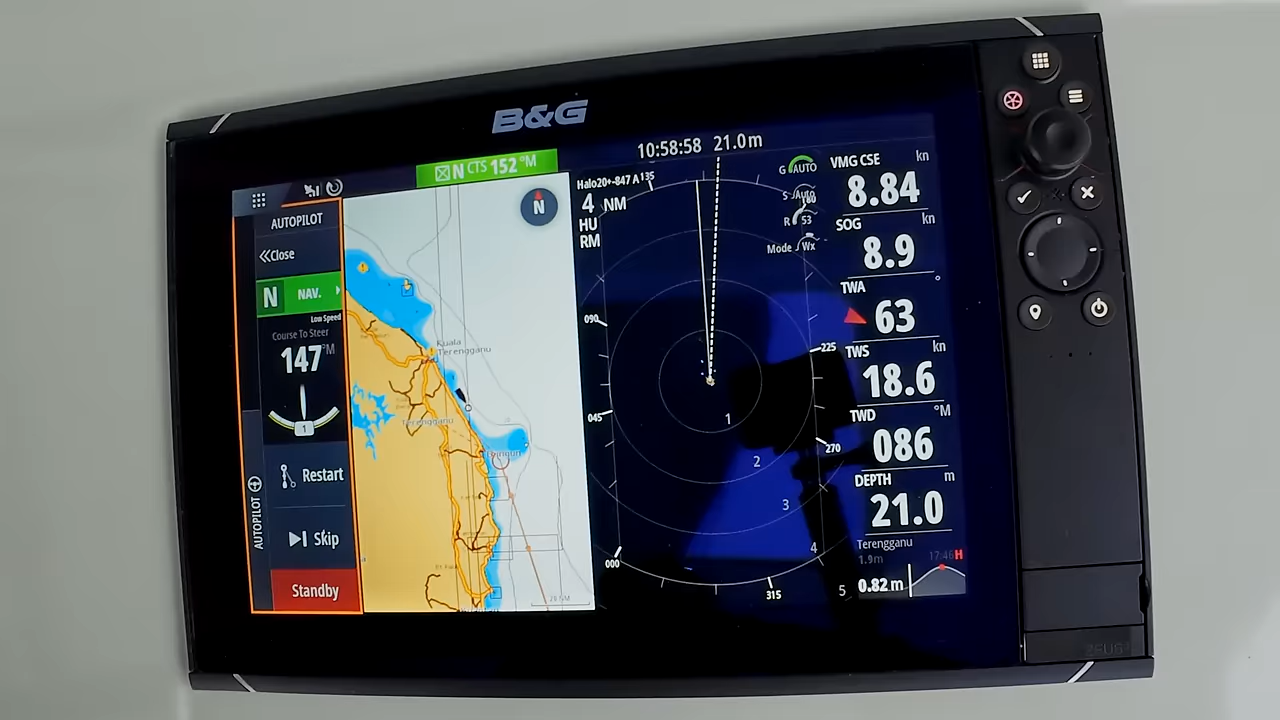 B&G
10:58:58 21.0 m
N CTS 152 °M
AUTOPILOT
Close
N NAV.
Low Speed
Course To Steer
147 °M
1
Restart
Skip
Standby
AUTOPILOT
N
Kuala
Terengganu
Terengganu
Halo20+-847 A 135
4 NM
HU
RM
G AUTO
S Auto
R 53
Mode Wx
090
045
000
315
270
225
1
2
3
4
5
VMG CSE kn
8.84
SOG kn
8.9
TWA °
63
TWS kn
18.6
TWD °M
086
DEPTH m
21.0
Terengganu
1.9m
17:46 H
0.82 m